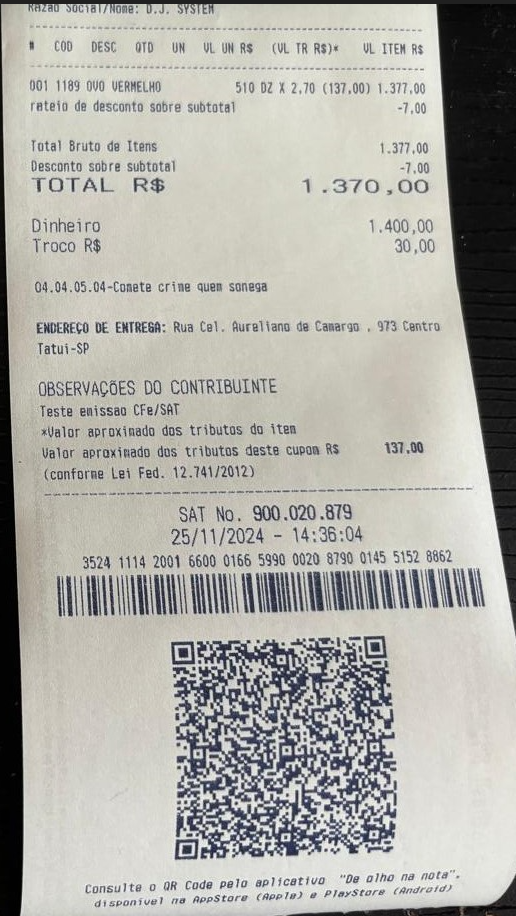 Razao Social/Nome: D.J. SYSTEM
# COD DESC QTD UN VL UN R$ (VL TR R$)* VL ITEM R$
001 1189 OVO VERMELHO 510 DZ X 2,70 (137,00) 1.377,00
rateio de desconto sobre subtotal -7,00
Total Bruto de Itens 1.377,00
Desconto sobre subtotal -7,00
TOTAL R$ 1.370,00
Dinheiro 1.400,00
Troco R$ 30,00
04.04.05.04-Comete crime quem sonega
ENDEREÇO DE ENTREGA: Rua Cel. Aureliano de Camargo , 973 Centro
Tatui-SP
OBSERVAÇÕES DO CONTRIBUINTE
Teste emissao CFe/SAT
*Valor aproximado dos tributos do item
Valor aproximado dos tributos deste cupom R$ 137,00
(conforme Lei Fed. 12.741/2012)
SAT No. 900.020.879
25/11/2024 - 14:36:04
3524 1114 2001 6600 0166 5990 0020 8790 0145 5152 8862
Consulte o QR Code pelo aplicativo "De olho na nota",
disponivel na AppStore (Apple) e PlayStore (Android)